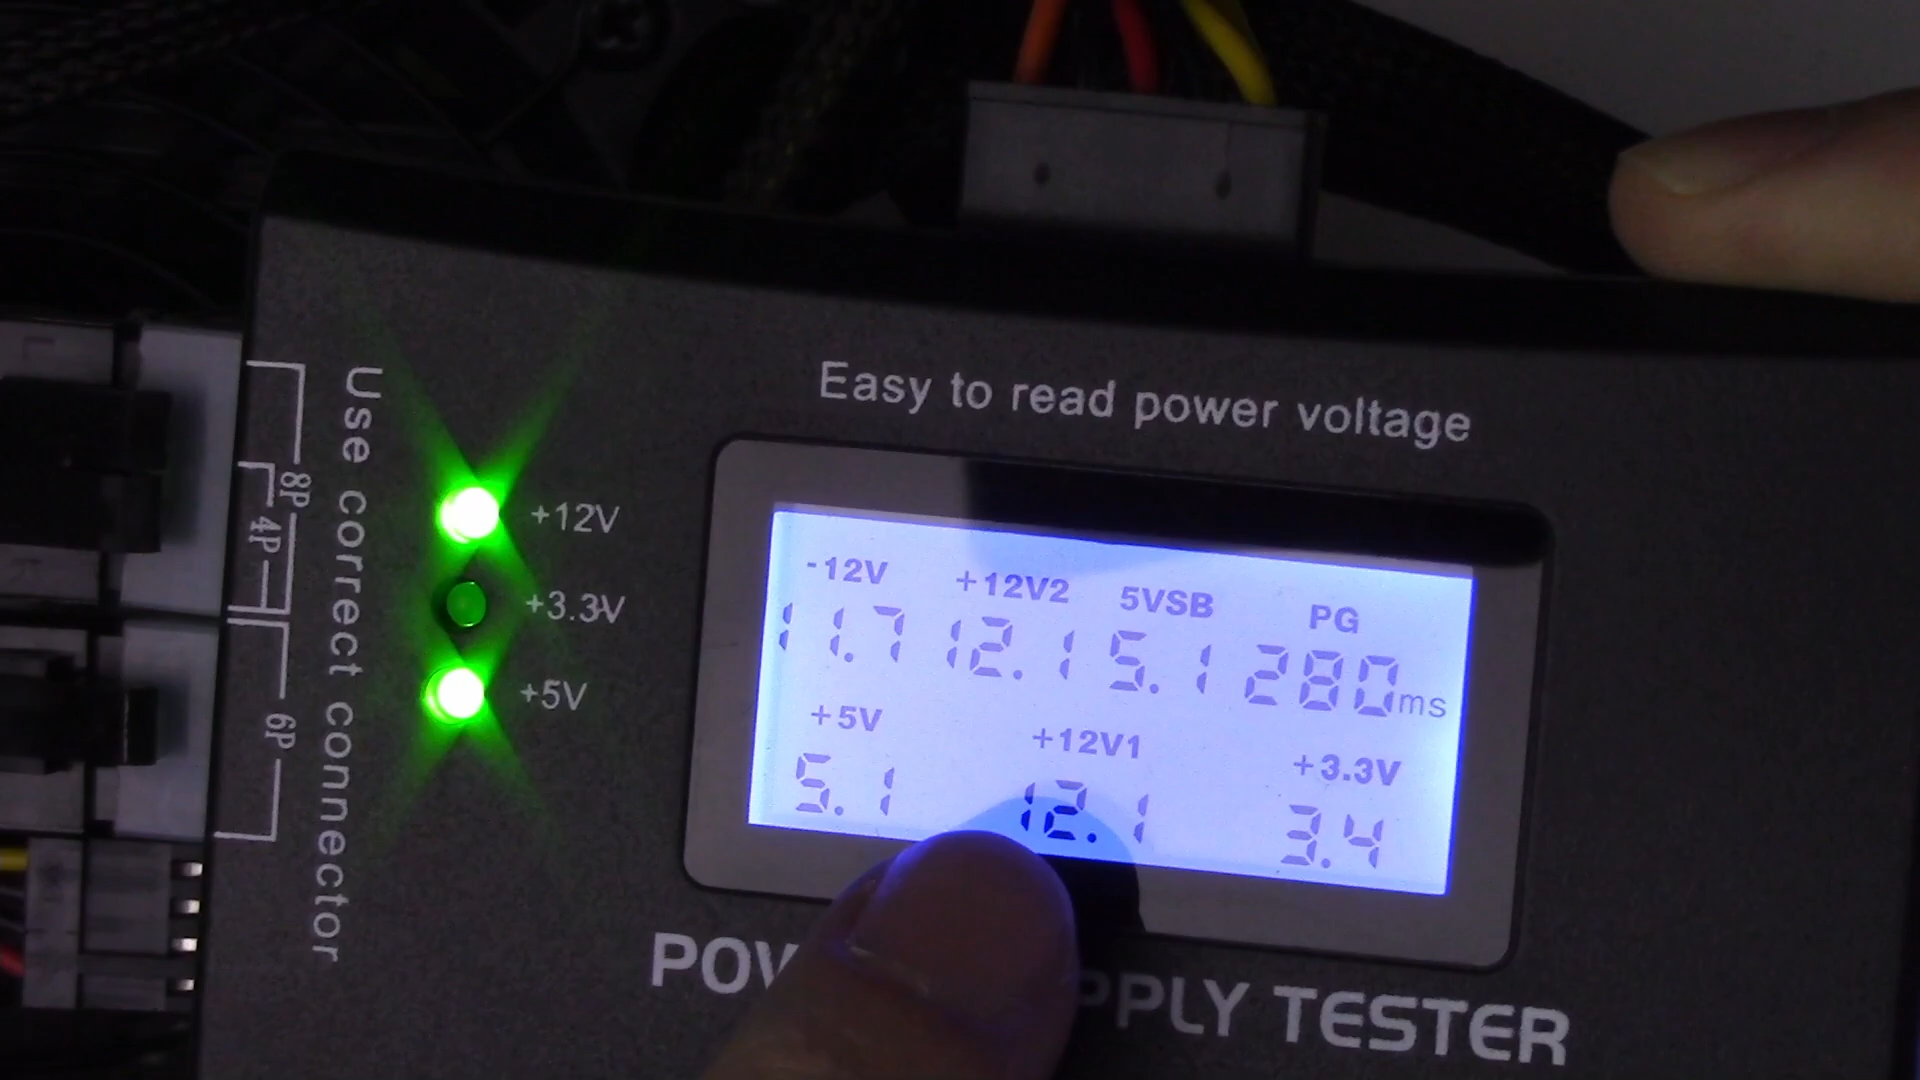 Easy to read power voltage
+12V
+3.3V
+5V
-12V +12V2 5VSB PG
11.7 12.1 5.1 280ms
+5V +12V1 +3.3V
5.1 12.1 3.4
PPLY TESTER
Use correct connector
8P
4P
6P